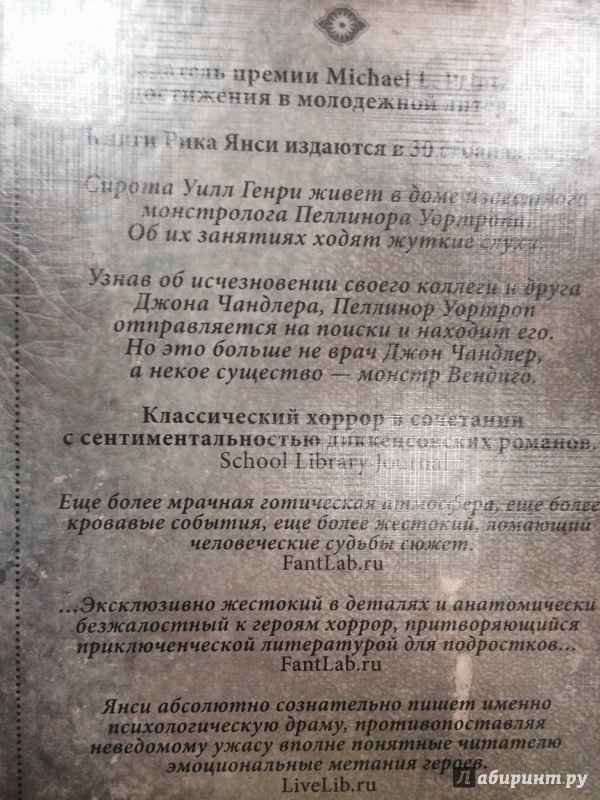 премии Michael L.
достижения в молодежной
Книги Рика Янси издаются в 30 странах
Сирота Уилл Генри живет в доме известного
монстролога Пеллинора Уортропа.
Об их занятиях ходят жуткие слухи.
Узнав об исчезновении своего коллеги и друга
Джона Чандлера, Пеллинор Уортроп
отправляется на поиски и находит его.
Но это больше не врач Джон Чандлер,
а некое существо — монстр Вендиго.
Классический хоррор в сочетании
с сентиментальностью диккенсовских романов.
School Library Journal
Еще более мрачная готическая атмосфера, еще более
кровавые события, еще более жестокий, ломающий
человеческие судьбы сюжет.
FantLab.ru
...Эксклюзивно жестокий в деталях и анатомически
безжалостный к героям хоррор, притворяющийся
приключенческой литературой для подростков...
FantLab.ru
Янси абсолютно сознательно пишет именно
психологическую драму, противопоставляя
неведомому ужасу вполне понятные читателю
эмоциональные метания героев.
LiveLib.ru
Лабиринт.ру